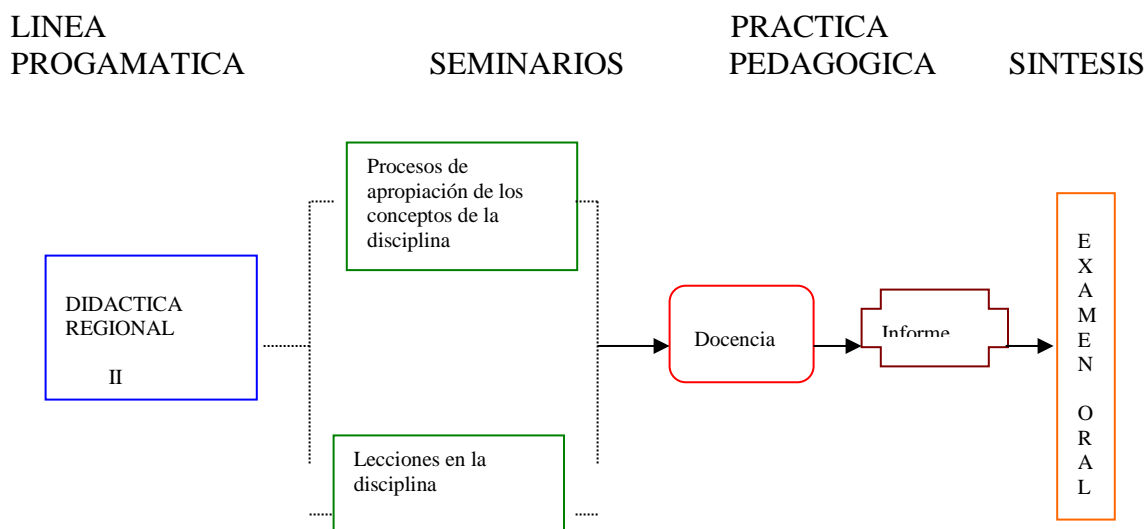 LINEA
PROGAMATICA
SEMINARIOS
PRACTICA
PEDAGOGICA
SINTESIS
DIDACTICA
REGIONAL
II
Procesos de
apropiación de los
conceptos de la
disciplina
Lecciones en la
disciplina
Docencia
Informe
E
X
A
M
E
N
O
R
A
L